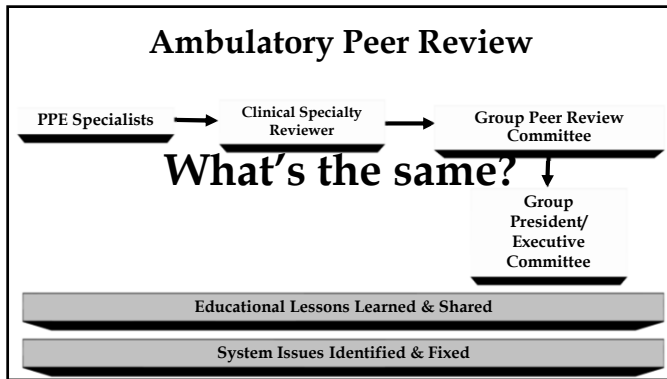 Ambulatory Peer Review
PPE Specialists
Clinical Specialty
Reviewer
Group Peer Review
Committee
What's the same?
Group
President/
Executive
Committee
Educational Lessons Learned & Shared
System Issues Identified & Fixed